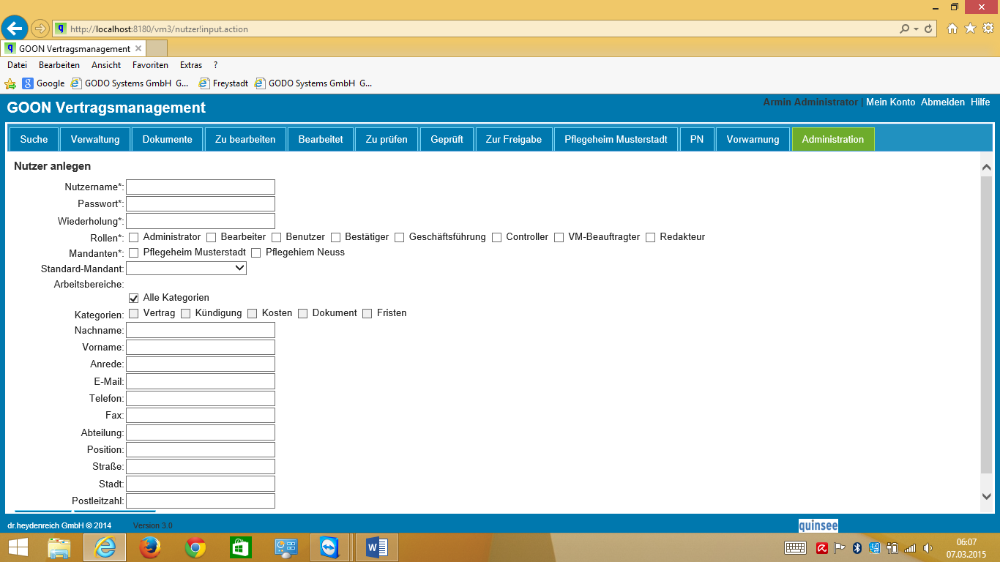 http://localhost:8180/vm3/nutzer!input.action
GOON Vertragsmanagement
Datei Bearbeiten Ansicht Favoriten Extras ?
Google GODO Systems GmbH G... Freystadt GODO Systems GmbH G...
GOON Vertragsmanagement
Armin Administrator | Mein Konto Abmelden Hilfe
Suche Verwaltung Dokumente Zu bearbeiten Bearbeitet Zu prüfen Geprüft Zur Freigabe Pflegeheim Musterstadt PN Vorwarnung Administration
Nutzer anlegen
Nutzername*:
Passwort*:
Wiederholung*:
Rollen*: Administrator Bearbeiter Benutzer Bestätiger Geschäftsführung Controller VM-Beauftragter Redakteur
Mandanten*: Pflegeheim Musterstadt Pflegehiem Neuss
Standard-Mandant:
Arbeitsbereiche:
Alle Kategorien
Kategorien: Vertrag Kündigung Kosten Dokument Fristen
Nachname:
Vorname:
Anrede:
E-Mail:
Telefon:
Fax:
Abteilung:
Position:
Straße:
Stadt:
Postleitzahl:
dr.heydenreich GmbH © 2014 Version 3.0 quinsee
06:07
07.03.2015